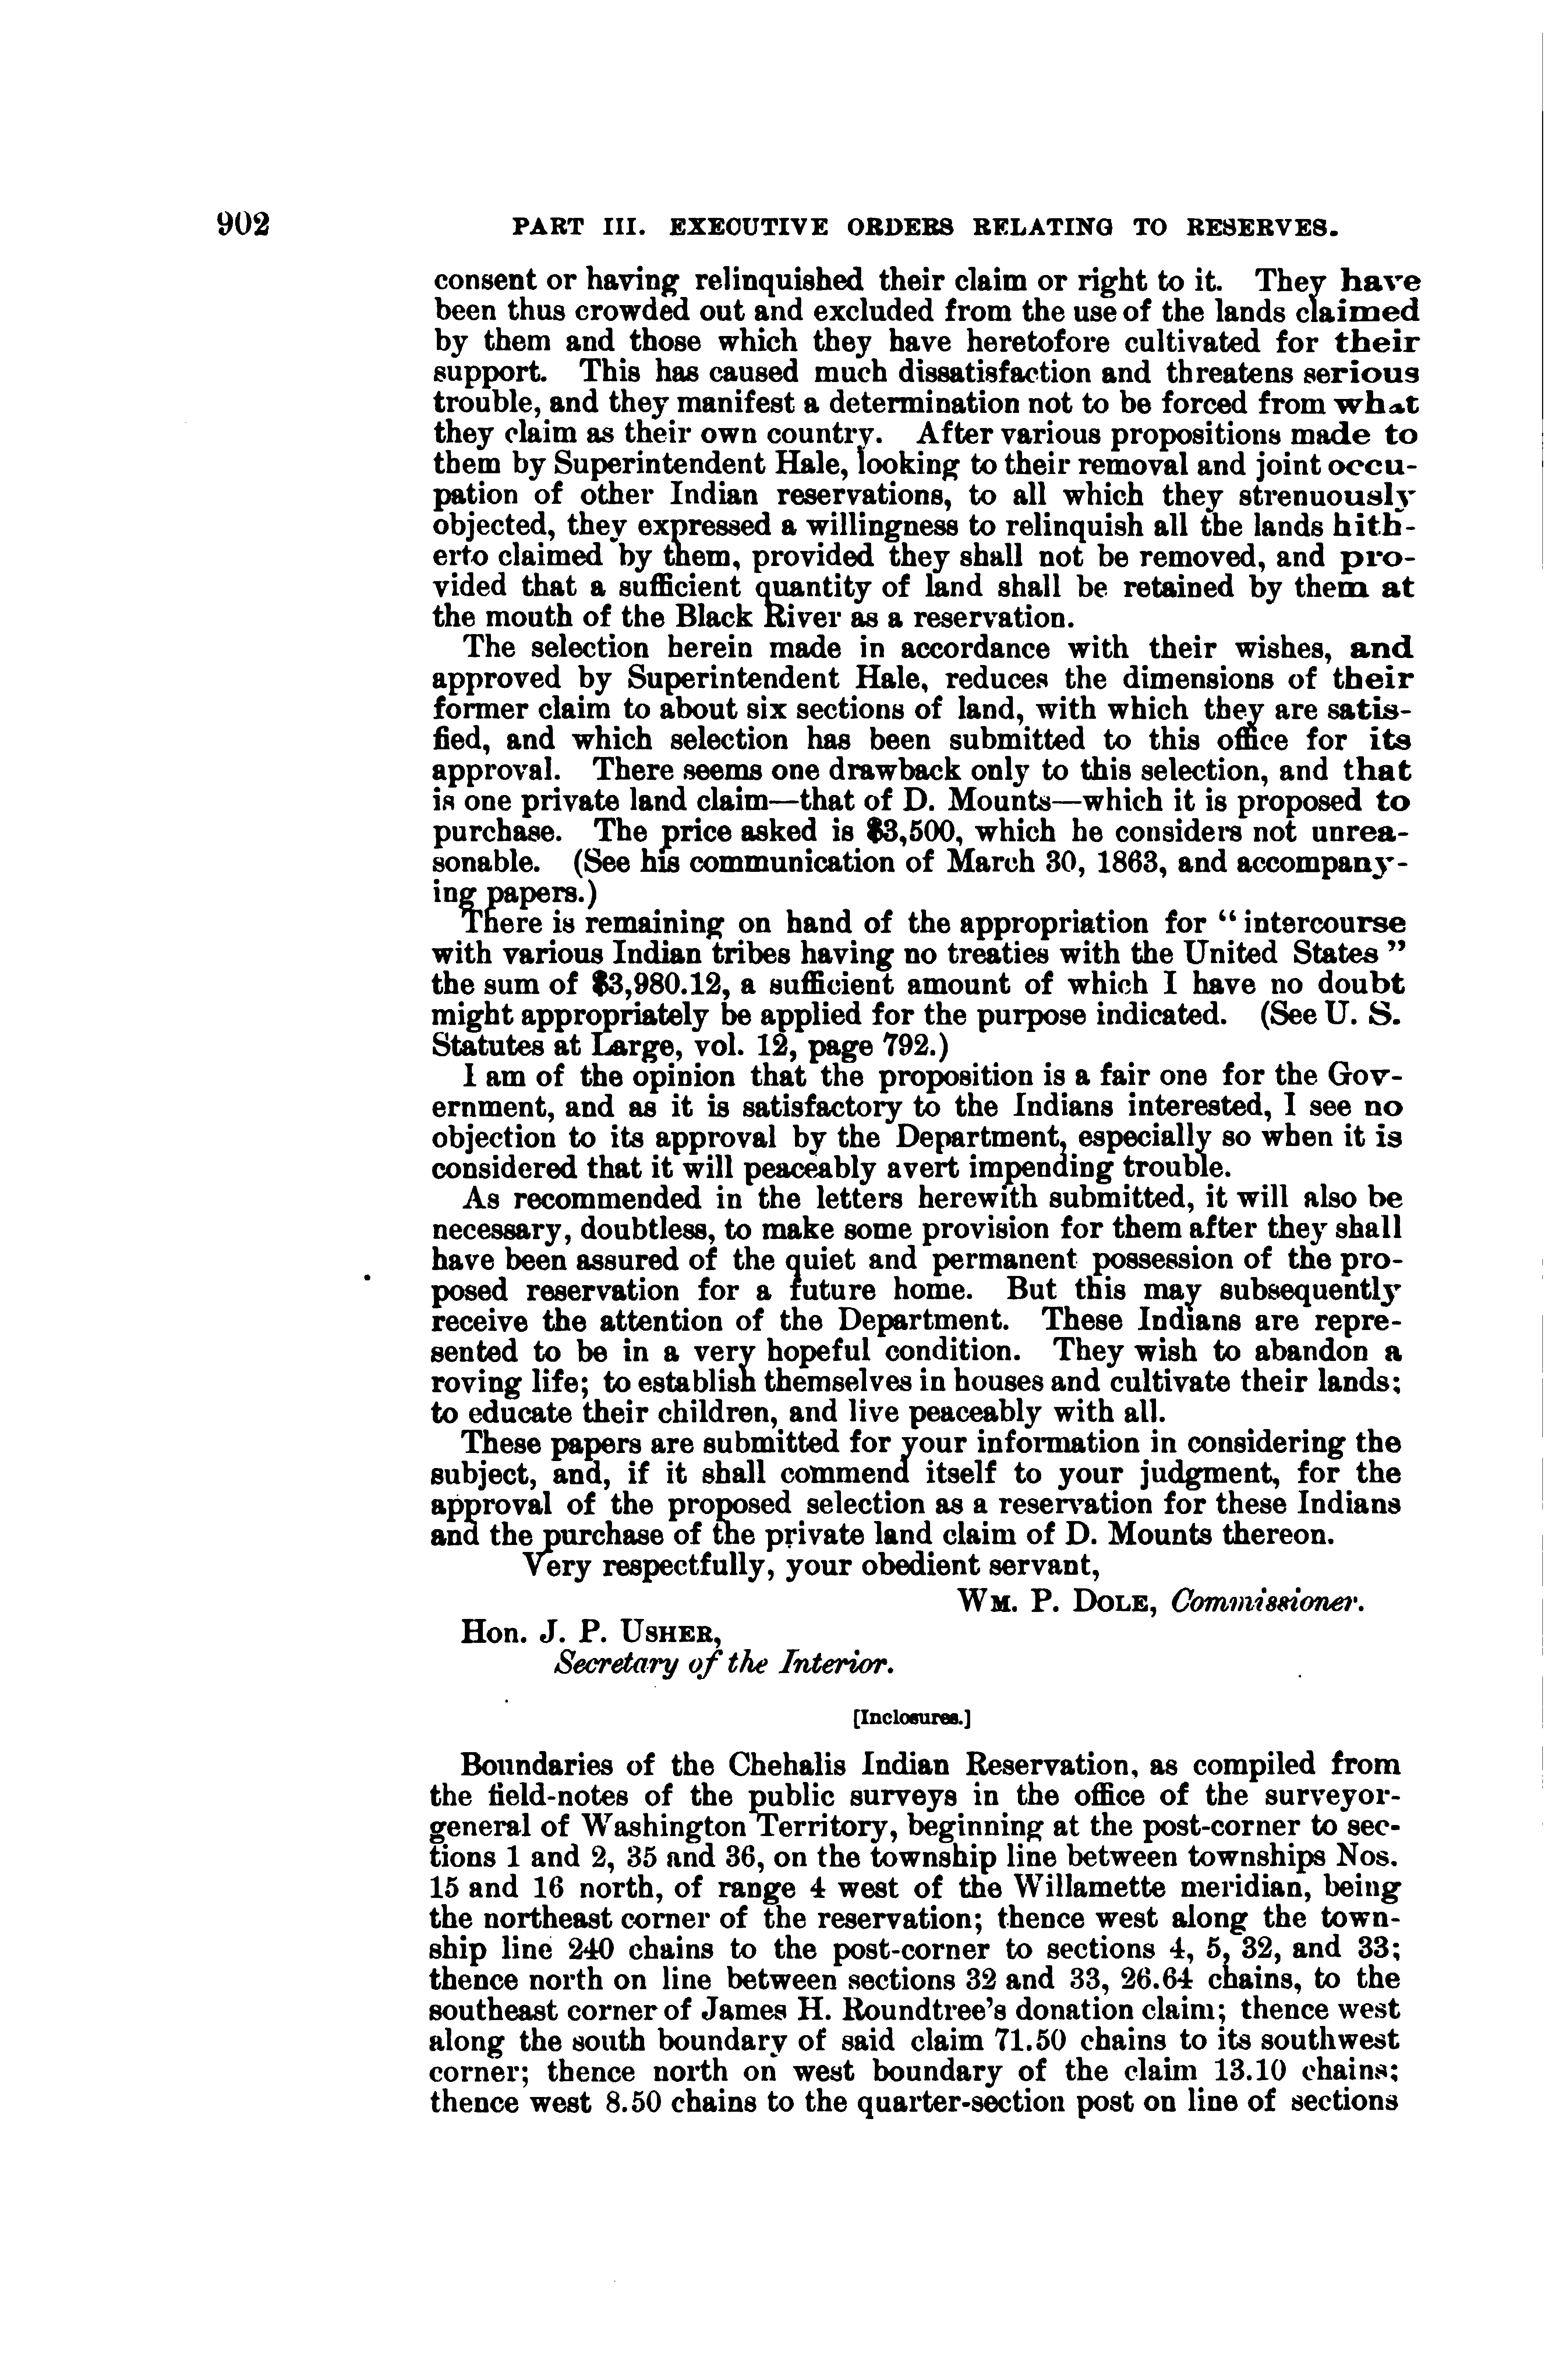 902 PART III. EXECUTIVE ORDERS RELATING TO RESERVES.
consent or having relinquished their claim or right to it. They have
been thus crowded out and excluded from the use of the lands claimed
by them and those which they have heretofore cultivated for their
support. This has caused much dissatisfaction and threatens serious
trouble, and they manifest a determination not to be forced from what
they claim as their own country. After various propositions made to
them by Superintendent Hale, looking to their removal and joint occu-
pation of other Indian reservations, to all which they strenuously
objected, they expressed a willingness to relinquish all the lands hith-
erto claimed by them, provided they shall not be removed, and pro-
vided that a sufficient quantity of land shall be retained by them at
the mouth of the Black River as a reservation.
The selection herein made in accordance with their wishes, and
approved by Superintendent Hale, reduces the dimensions of their
former claim to about six sections of land, with which they are satis-
fied, and which selection has been submitted to this office for its
approval. There seems one drawback only to this selection, and that
is one private land claim—that of D. Mounts—which it is proposed to
purchase. The price asked is $3,500, which he considers not unrea-
sonable. (See his communication of March 30, 1863, and accompany-
ing papers.)
There is remaining on hand of the appropriation for “intercourse
with various Indian tribes having no treaties with the United States”
the sum of $3,980.12, a sufficient amount of which I have no doubt
might appropriately be applied for the purpose indicated. (See U. S.
Statutes at Large, vol. 12, page 792.)
I am of the opinion that the proposition is a fair one for the Gov-
ernment, and as it is satisfactory to the Indians interested, I see no
objection to its approval by the Department, especially so when it is
considered that it will peaceably avert impending trouble.
As recommended in the letters herewith submitted, it will also be
necessary, doubtless, to make some provision for them after they shall
have been assured of the quiet and permanent possession of the pro-
posed reservation for a future home. But this may subsequently
receive the attention of the Department. These Indians are repre-
sented to be in a very hopeful condition. They wish to abandon a
roving life; to establish themselves in houses and cultivate their lands;
to educate their children, and live peaceably with all.
These papers are submitted for your information in considering the
subject, and, if it shall commend itself to your judgment, for the
approval of the proposed selection as a reservation for these Indians
and the purchase of the private land claim of D. Mounts thereon.
Very respectfully, your obedient servant,
WM. P. DOLE, Commissioner.
Hon. J. P. USHER,
Secretary of the Interior.
[Inclosures.]
Boundaries of the Chehalis Indian Reservation, as compiled from
the field-notes of the public surveys in the office of the surveyor-
general of Washington Territory, beginning at the post-corner to sec-
tions 1 and 2, 35 and 36, on the township line between townships Nos.
15 and 16 north, of range 4 west of the Willamette meridian, being
the northeast corner of the reservation; thence west along the town-
ship line 240 chains to the post-corner to sections 4, 5, 32, and 33;
thence north on line between sections 32 and 33, 26.64 chains, to the
southeast corner of James H. Roundtree's donation claim; thence west
along the south boundary of said claim 71.50 chains to its southwest
corner; thence north on west boundary of the claim 13.10 chains;
thence west 8.50 chains to the quarter-section post on line of sections